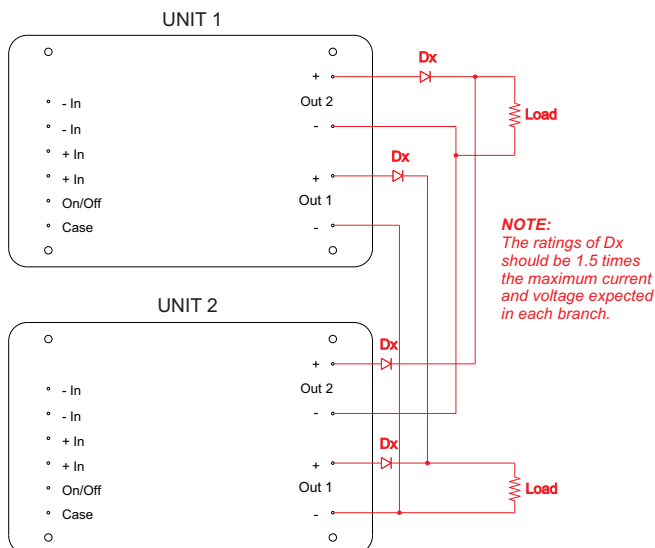 UNIT 1
Dx
+
Out 2
- In
Load
- In
-
+ In
Dx
+ In
+
On/Off
Out 1
Case
-
NOTE:
The ratings of Dx
should be 1.5 times
the maximum current
and voltage expected
in each branch.
UNIT 2
Dx
+
Out 2
- In
- In
-
+ In
Dx
+ In
+
On/Off
Out 1
Load
Case
-